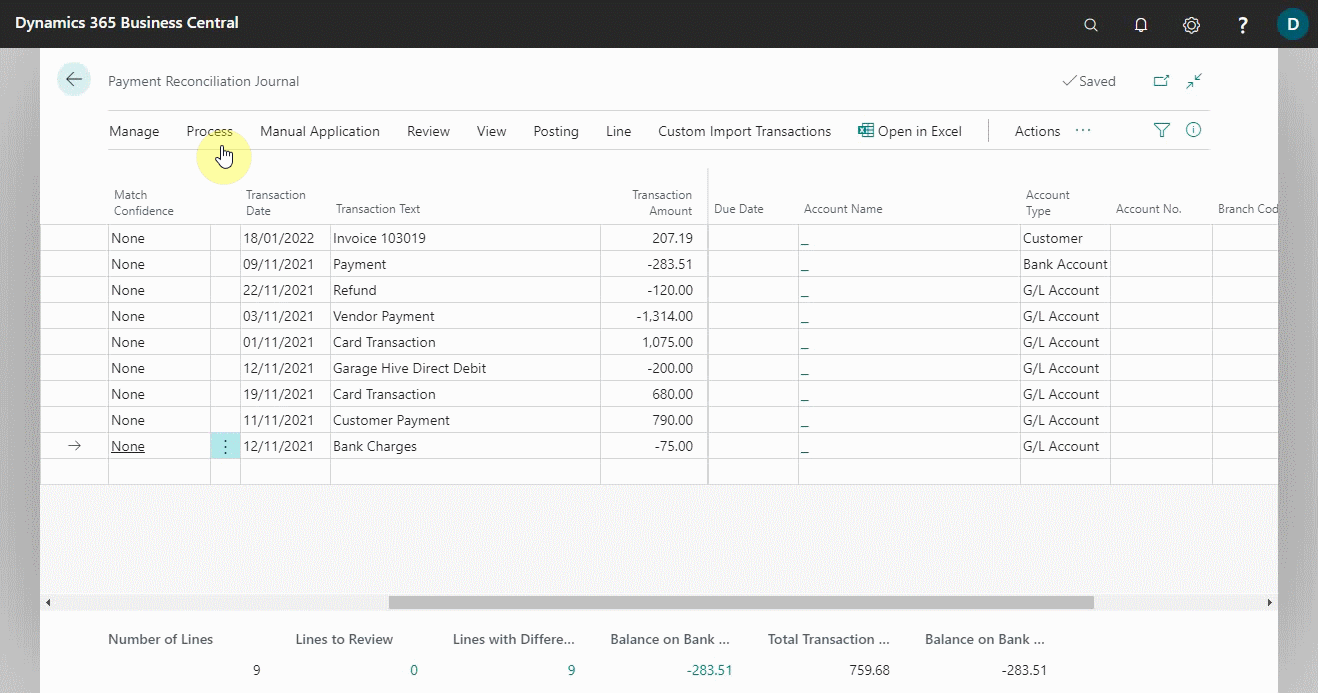 Dynamics 365 Business Central
?
D
Payment Reconciliation Journal
Saved
Manage Process Manual Application Review View Posting Line Custom Import Transactions Open in Excel Actions ...
Match Confidence Transaction Date Transaction Text Transaction Amount Due Date Account Name Account Type Account No. Branch Cod
None 18/01/2022 Invoice 103019 207.19 _ Customer
None 09/11/2021 Payment -283.51 _ Bank Account
None 22/11/2021 Refund -120.00 _ G/L Account
None 03/11/2021 Vendor Payment -1,314.00 _ G/L Account
None 01/11/2021 Card Transaction 1,075.00 _ G/L Account
None 12/11/2021 Garage Hive Direct Debit -200.00 _ G/L Account
None 19/11/2021 Card Transaction 680.00 _ G/L Account
None 11/11/2021 Customer Payment 790.00 _ G/L Account
None 12/11/2021 Bank Charges -75.00 _ G/L Account
Number of Lines Lines to Review Lines with Differe... Balance on Bank ... Total Transaction ... Balance on Bank ...
9 0 9 -283.51 759.68 -283.51